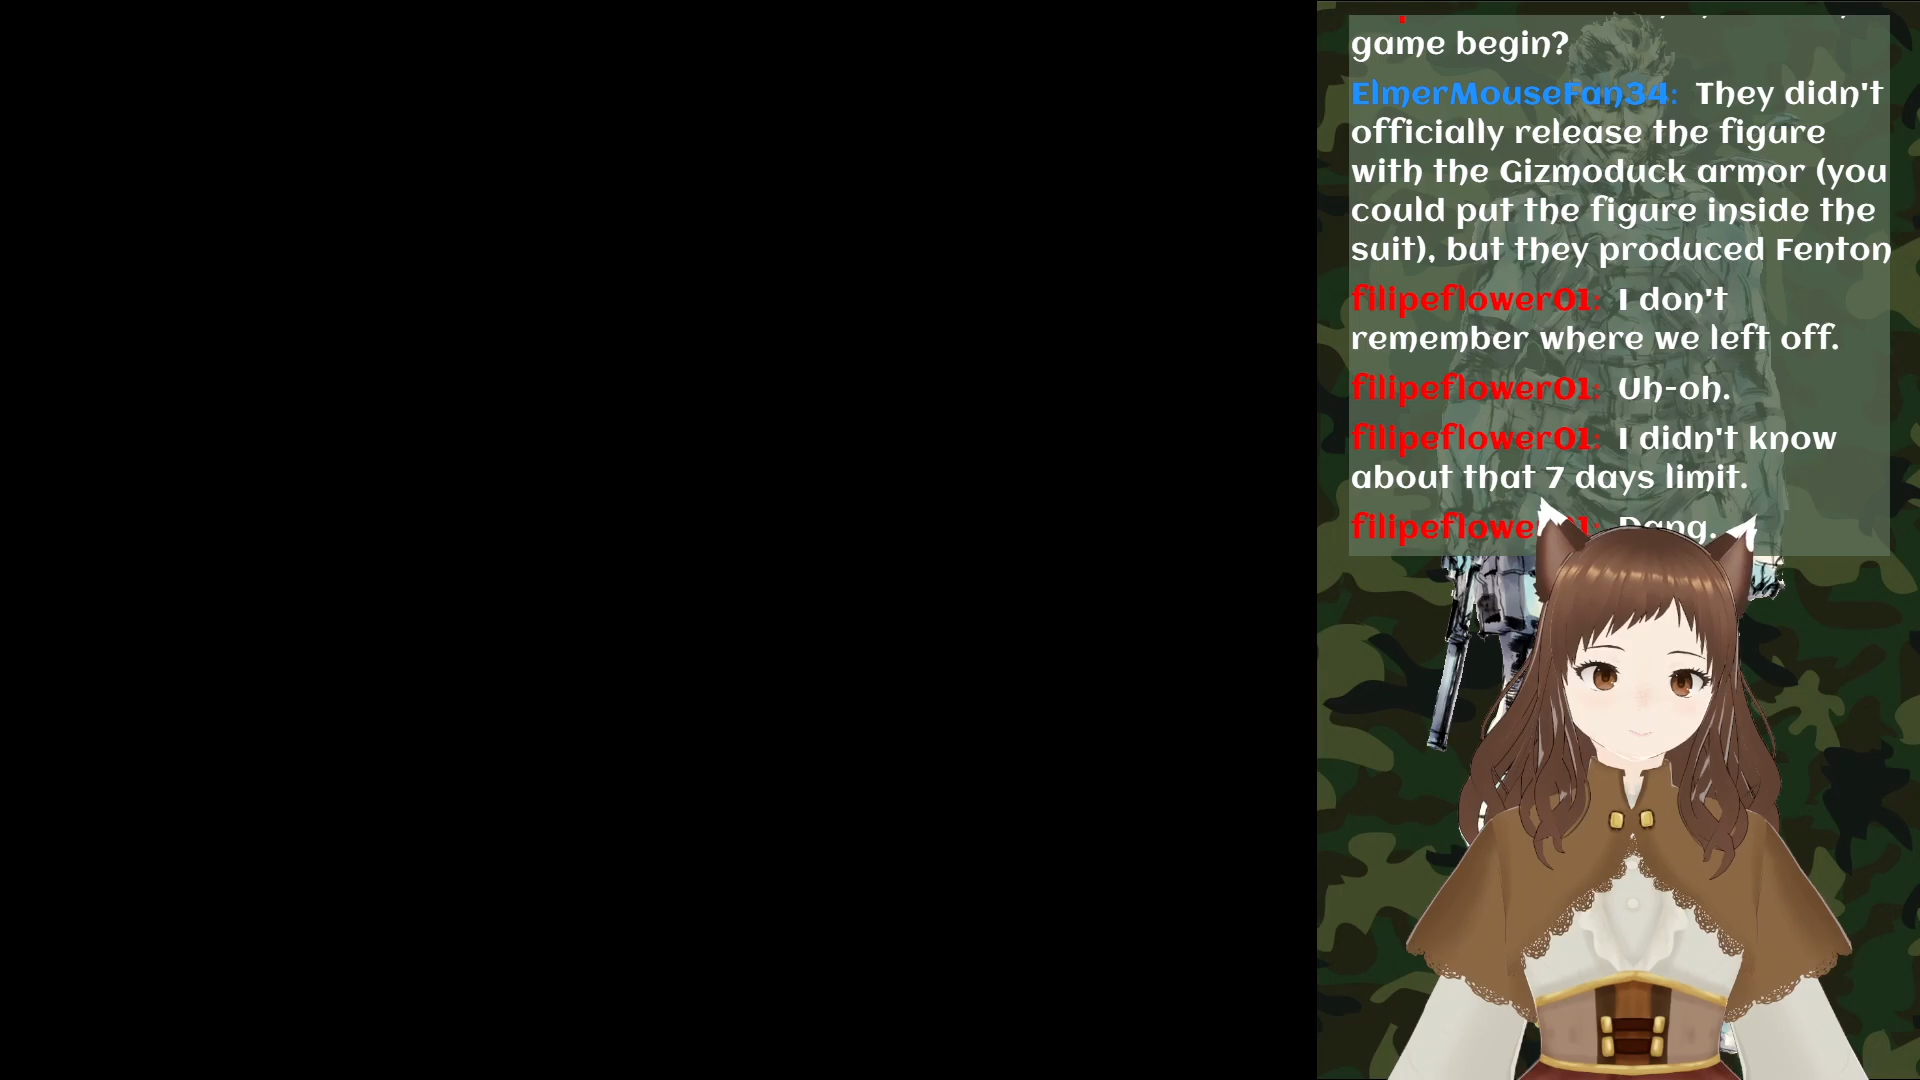 game begin?
ElmerMouseFan34: They didn't
officially release the figure
with the Gizmoduck armor (you
could put the figure inside the
suit), but they produced Fenton
filipeflower01: I don't
remember where we left off.
filipeflower01: Uh-oh.
filipeflower01: I didn't know
about that 7 days limit.
filipeflower01: Dang.